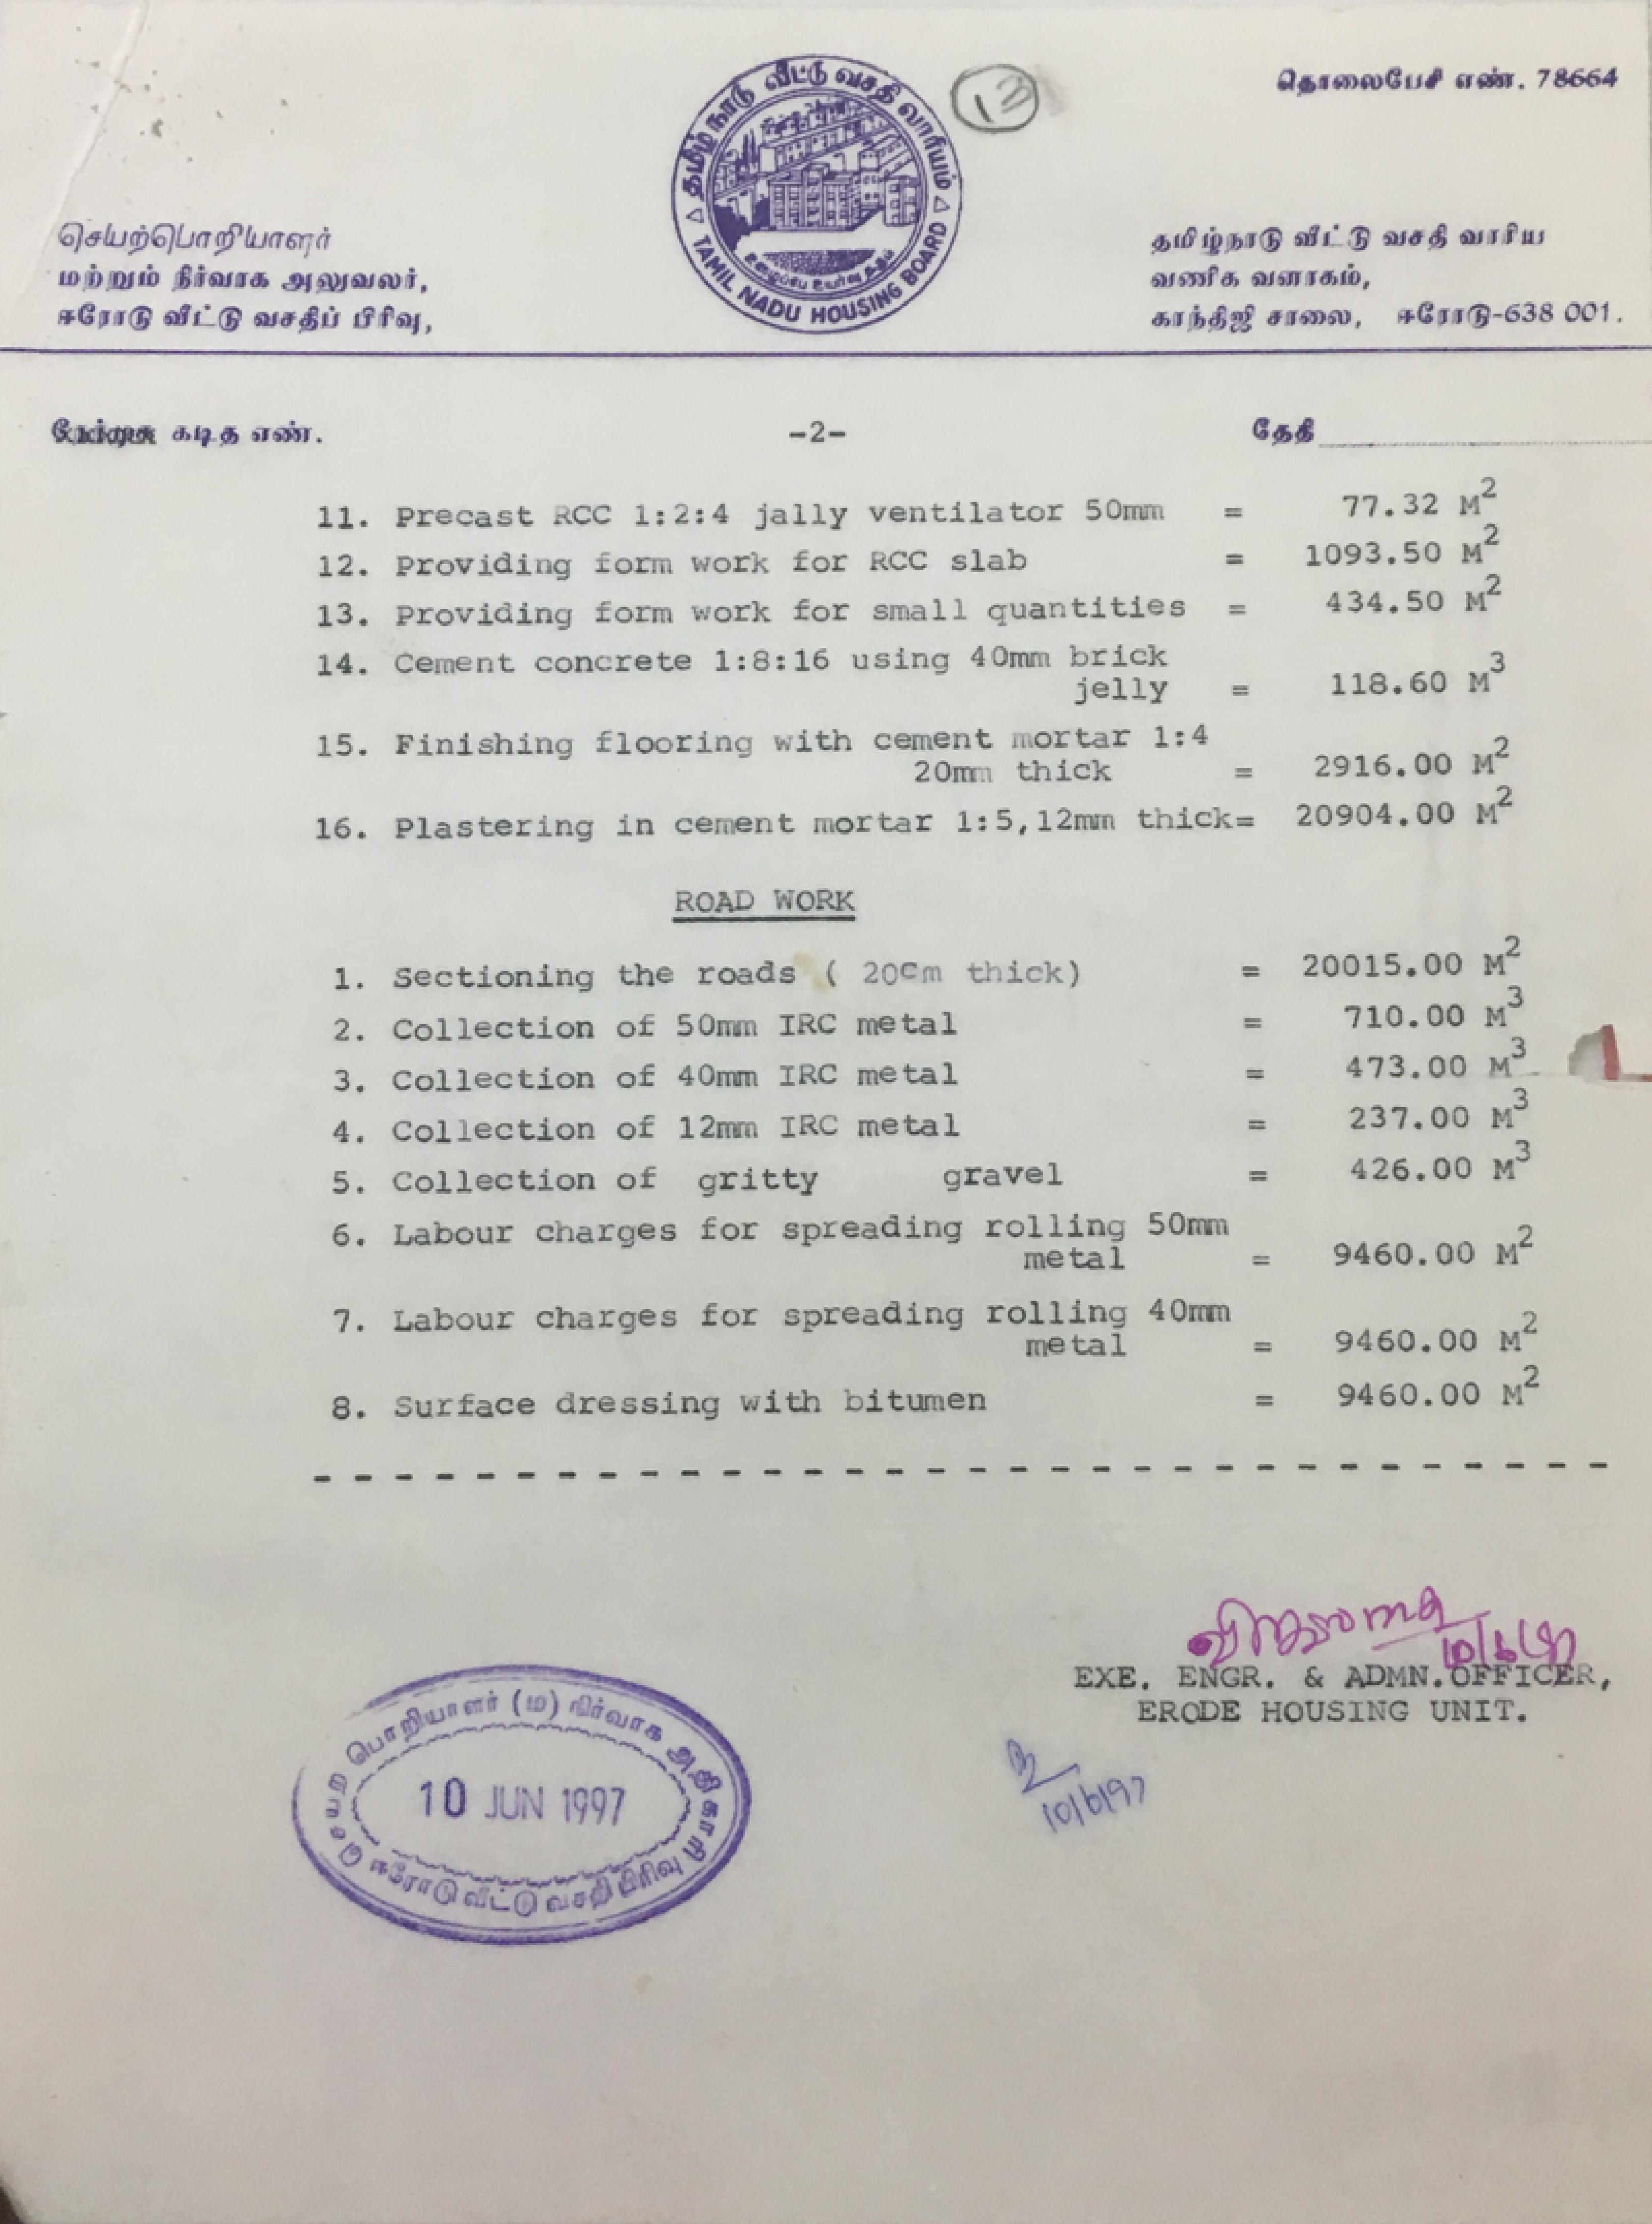 13
தொலைபேசி எண். 78664
தமிழ் நாடு வீட்டு வசதி வாரியம்
TAMIL NADU HOUSING BOARD
செயற்பொறியாளர்
மற்றும் நிர்வாக அலுவலர்,
ஈரோடு வீட்டு வசதிப் பிரிவு,
தமிழ்நாடு வீட்டு வசதி வாரிய
வணிக வளாகம்,
காந்திஜி சாலை, ஈரோடு-638 001.
கடித எண். -2- தேதி
11. Precast RCC 1:2:4 jally ventilator 50mm = 77.32 M2
12. Providing form work for RCC slab = 1093.50 M2
13. Providing form work for small quantities = 434.50 M2
14. Cement concrete 1:8:16 using 40mm brick
jelly = 118.60 M3
15. Finishing flooring with cement mortar 1:4
20mm thick = 2916.00 M2
16. Plastering in cement mortar 1:5,12mm thick= 20904.00 M2
ROAD WORK
1. Sectioning the roads ( 20cm thick) = 20015.00 M2
2. Collection of 50mm IRC metal = 710.00 M3
3. Collection of 40mm IRC metal = 473.00 M3
4. Collection of 12mm IRC metal = 237.00 M3
5. Collection of gritty gravel = 426.00 M3
6. Labour charges for spreading rolling 50mm
metal = 9460.00 M2
7. Labour charges for spreading rolling 40mm
metal = 9460.00 M2
8. Surface dressing with bitumen = 9460.00 M2
EXE. ENGR. & ADMN.OFFICER,
ERODE HOUSING UNIT.
10/6/97
செயற் பொறியாளர் (ம) நிர்வாக அதிகாரி
10 JUN 1997
ஈரோடு வீட்டு வசதி பிரிவு